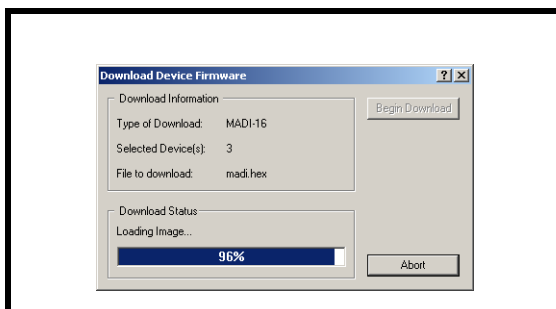 Download Device Firmware
Download Information
Type of Download: MADI-16
Selected Device(s): 3
File to download: madi.hex
Begin Download
Download Status
Loading Image...
96%
Abort